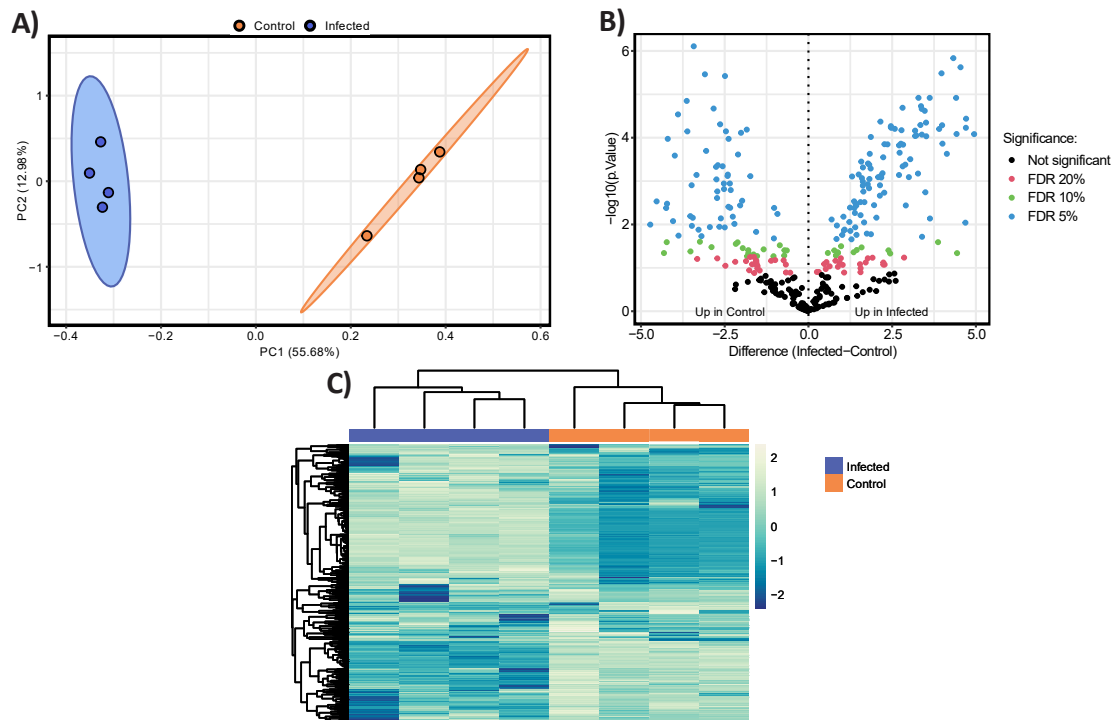 A)
Control Infected
PC2 (12.98%)
1
0
−1
−0.4 −0.2 0.0 0.2 0.4 0.6
PC1 (55.68%)
B)
−log10(p.Value)
6
4
2
0
Up in Control
Up in Infected
−5.0 −2.5 0.0 2.5 5.0
Difference (Infected−Control)
Significance:
Not significant
FDR 20%
FDR 10%
FDR 5%
C)
2
1
0
−1
−2
Infected
Control